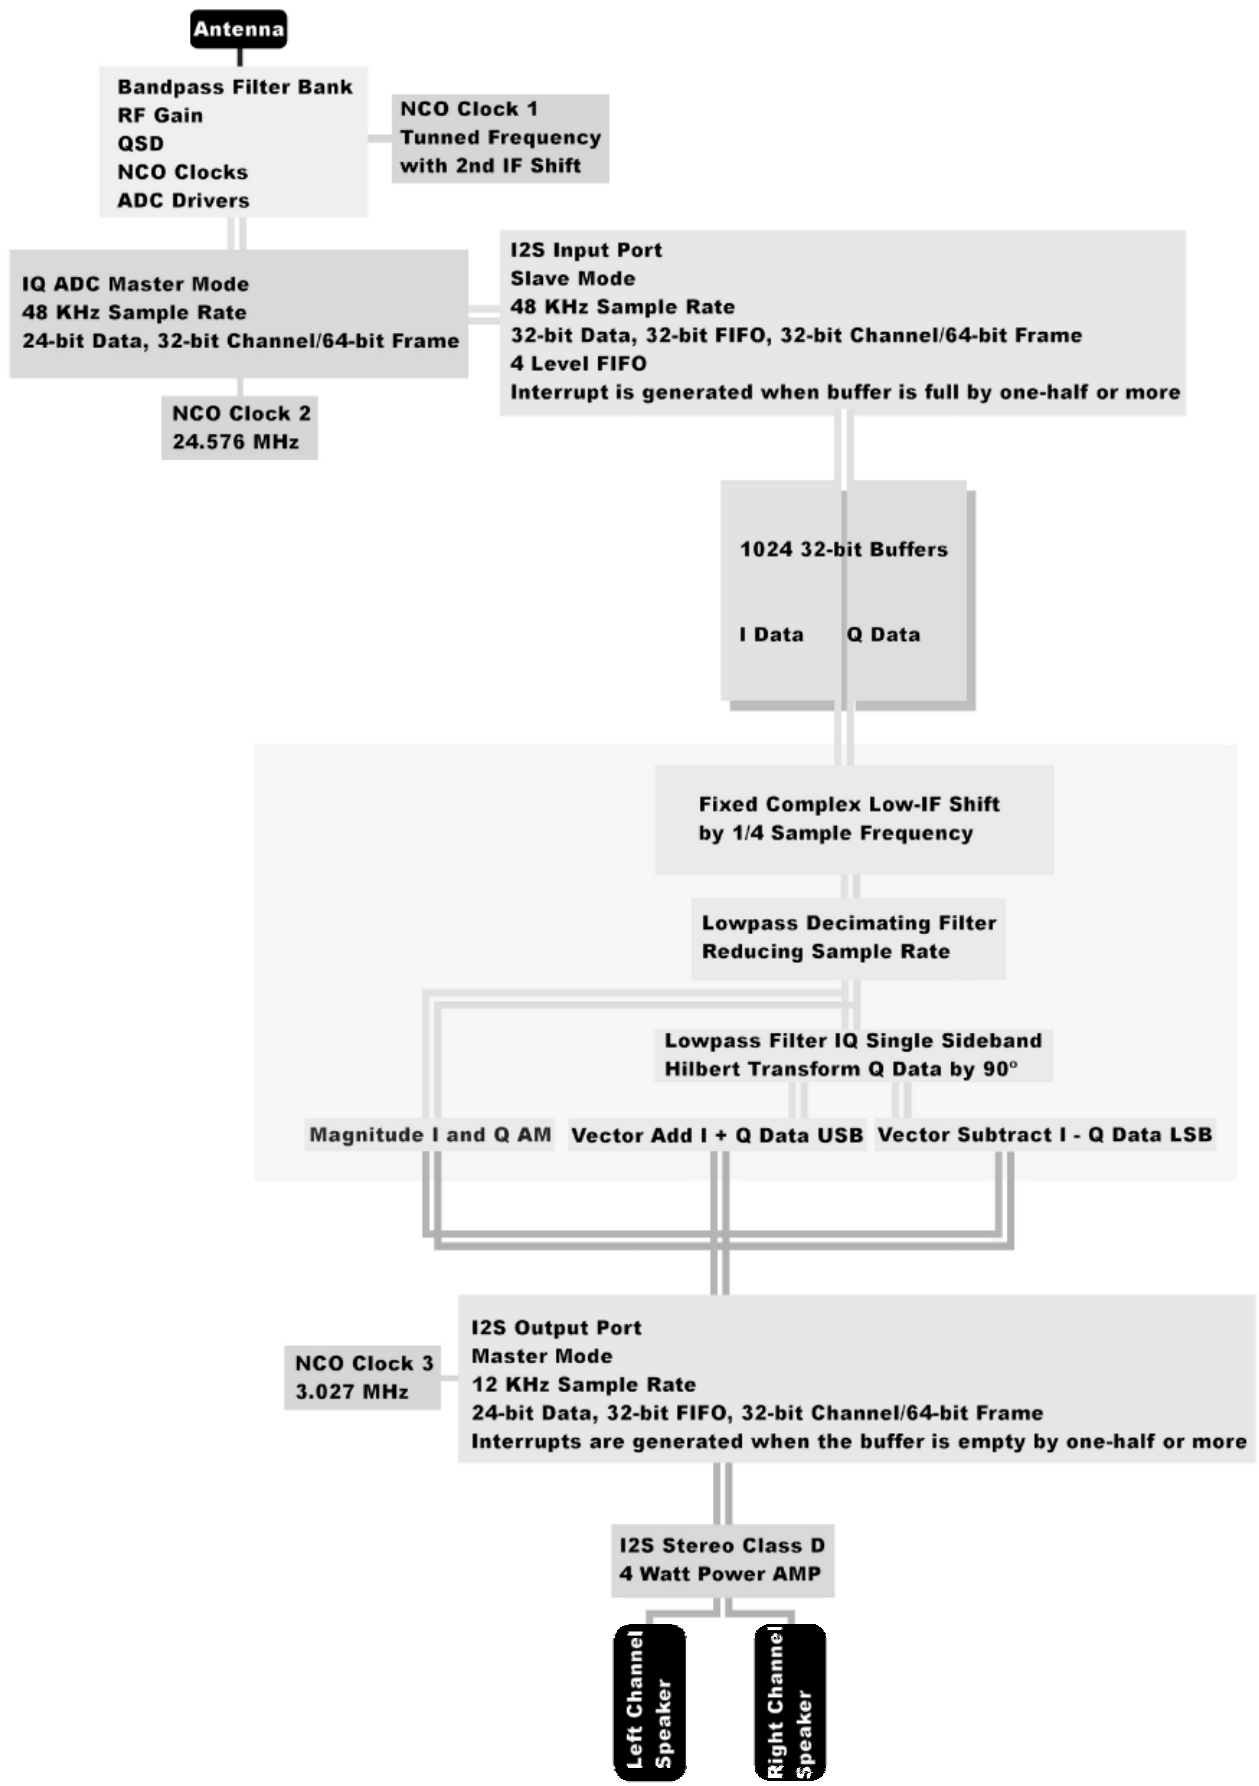 Antenna
Bandpass Filter Bank
RF Gain
QSD
NCO Clocks
ADC Drivers
NCO Clock 1
Tunned Frequency
with 2nd IF Shift
IQ ADC Master Mode
48 KHz Sample Rate
24-bit Data, 32-bit Channel/64-bit Frame
NCO Clock 2
24.576 MHz
I2S Input Port
Slave Mode
48 KHz Sample Rate
32-bit Data, 32-bit FIFO, 32-bit Channel/64-bit Frame
4 Level FIFO
Interrupt is generated when buffer is full by one-half or more
1024 32-bit Buffers
I Data Q Data
Fixed Complex Low-IF Shift
by 1/4 Sample Frequency
Lowpass Decimating Filter
Reducing Sample Rate
Lowpass Filter IQ Single Sideband
Hilbert Transform Q Data by 90°
Magnitude I and Q AM
Vector Add I + Q Data USB
Vector Subtract I - Q Data LSB
NCO Clock 3
3.027 MHz
I2S Output Port
Master Mode
12 KHz Sample Rate
24-bit Data, 32-bit FIFO, 32-bit Channel/64-bit Frame
Interrupts are generated when the buffer is empty by one-half or more
I2S Stereo Class D
4 Watt Power AMP
Left Channel
Speaker
Right Channel
Speaker